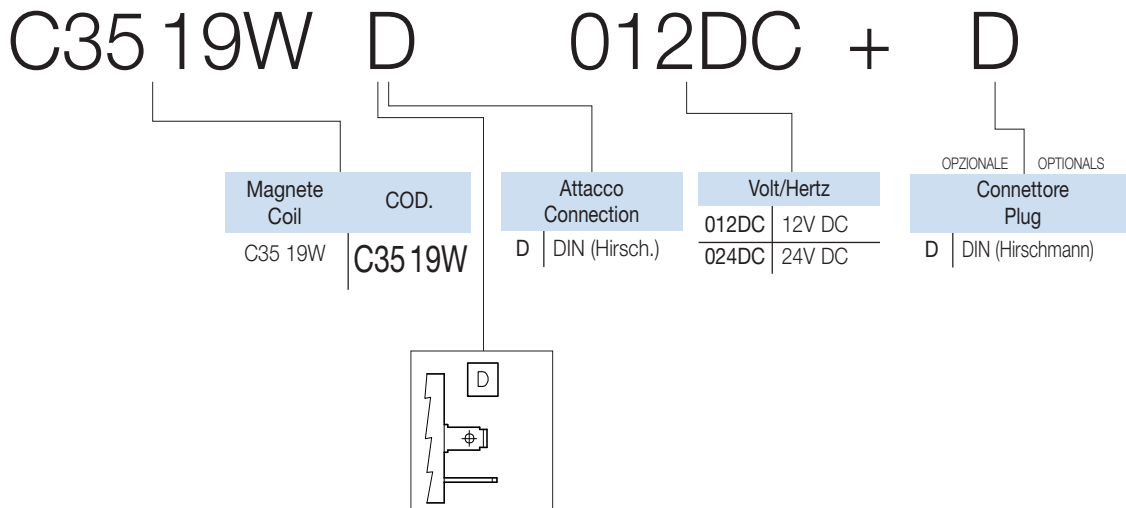 C35 19W D 012DC + D
OPZIONALE OPTIONALS
Magnete
Coil
COD.
C35 19W
C35 19W
Attacco
Connection
D DIN (Hirsch.)
Volt/Hertz
012DC 12V DC
024DC 24V DC
Connettore
Plug
D DIN (Hirschmann)
D